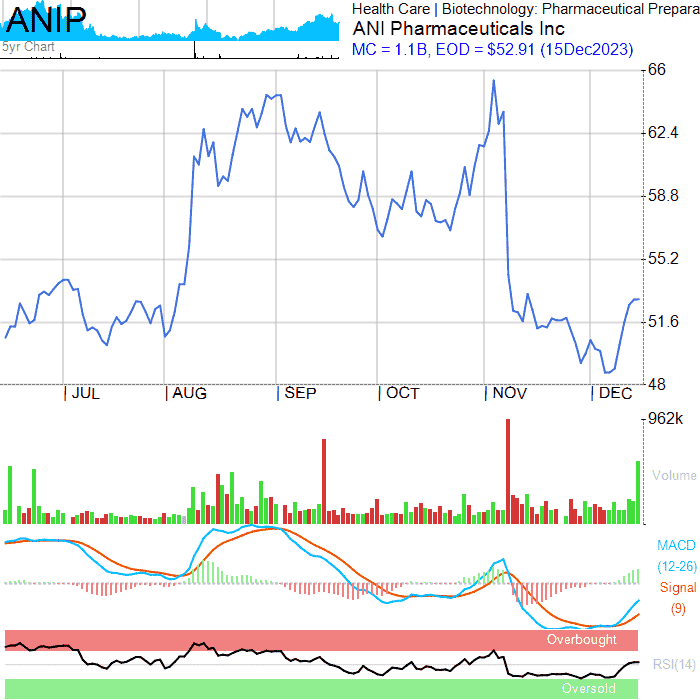 ANIP
5yr Chart
Health Care | Biotechnology: Pharmaceutical Prepara
ANI Pharmaceuticals Inc
MC = 1.1B, EOD = $52.91 (15Dec2023)
66
62.4
58.8
55.2
51.6
48
| JUL | AUG | SEP | OCT | NOV | DEC
962k
Volume
MACD
(12-26)
Signal
(9)
Overbought
RSI(14)
Oversold